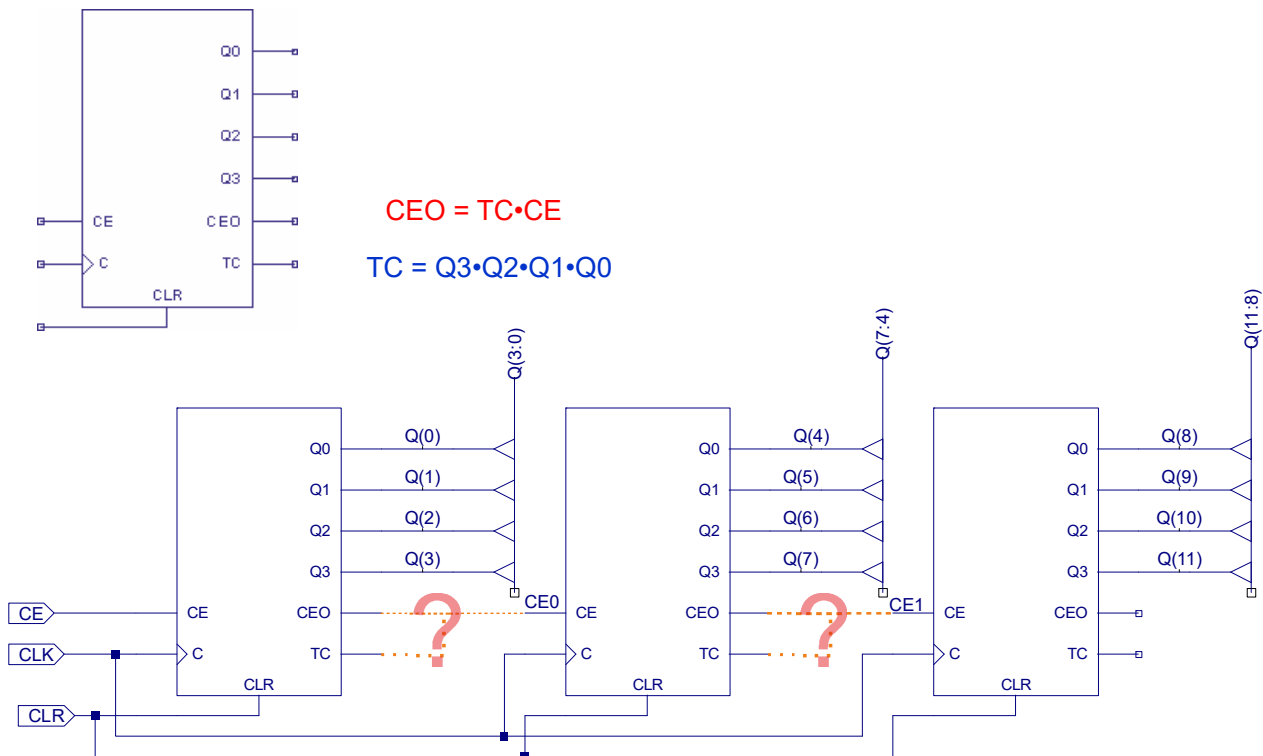 Q0
Q1
Q2
Q3
CE
CEO
C
TC
CLR
CEO = TC•CE
TC = Q3•Q2•Q1•Q0
Q(3:0)
Q(7:4)
Q(11:8)
Q0 Q(0)
Q1 Q(1)
Q2 Q(2)
Q3 Q(3)
CE CE CEO
CLK C TC
CLR
CLR
?
CE0
Q0 Q(4)
Q1 Q(5)
Q2 Q(6)
Q3 Q(7)
CE CEO
C TC
CLR
?
CE1
Q0 Q(8)
Q1 Q(9)
Q2 Q(10)
Q3 Q(11)
CE CEO
C TC
CLR